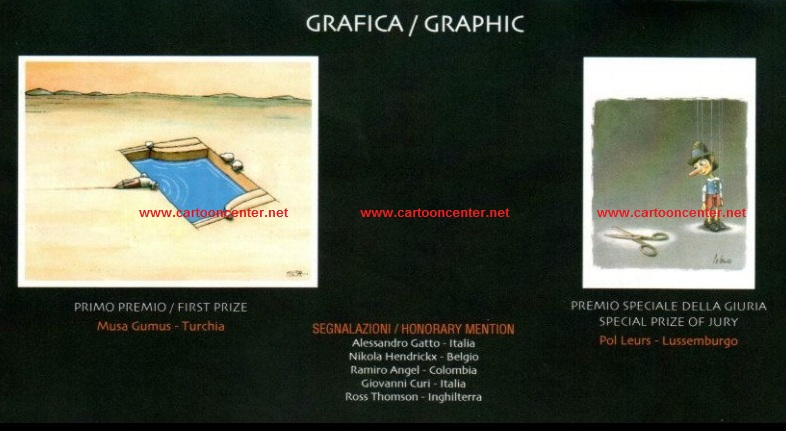 GRAFICA / GRAPHIC
www.cartooncenter.net
www.cartooncenter.net
www.cartooncenter.net
PRIMO PREMIO / FIRST PRIZE
Musa Gumus - Turchia
SEGNALAZIONI / HONORARY MENTION
Alessandro Gatto - Italia
Nikola Hendrickx - Belgio
Ramiro Angel - Colombia
Giovanni Curi - Italia
Ross Thomson - Inghilterra
PREMIO SPECIALE DELLA GIURIA
SPECIAL PRIZE OF JURY
Pol Leurs - Lussemburgo